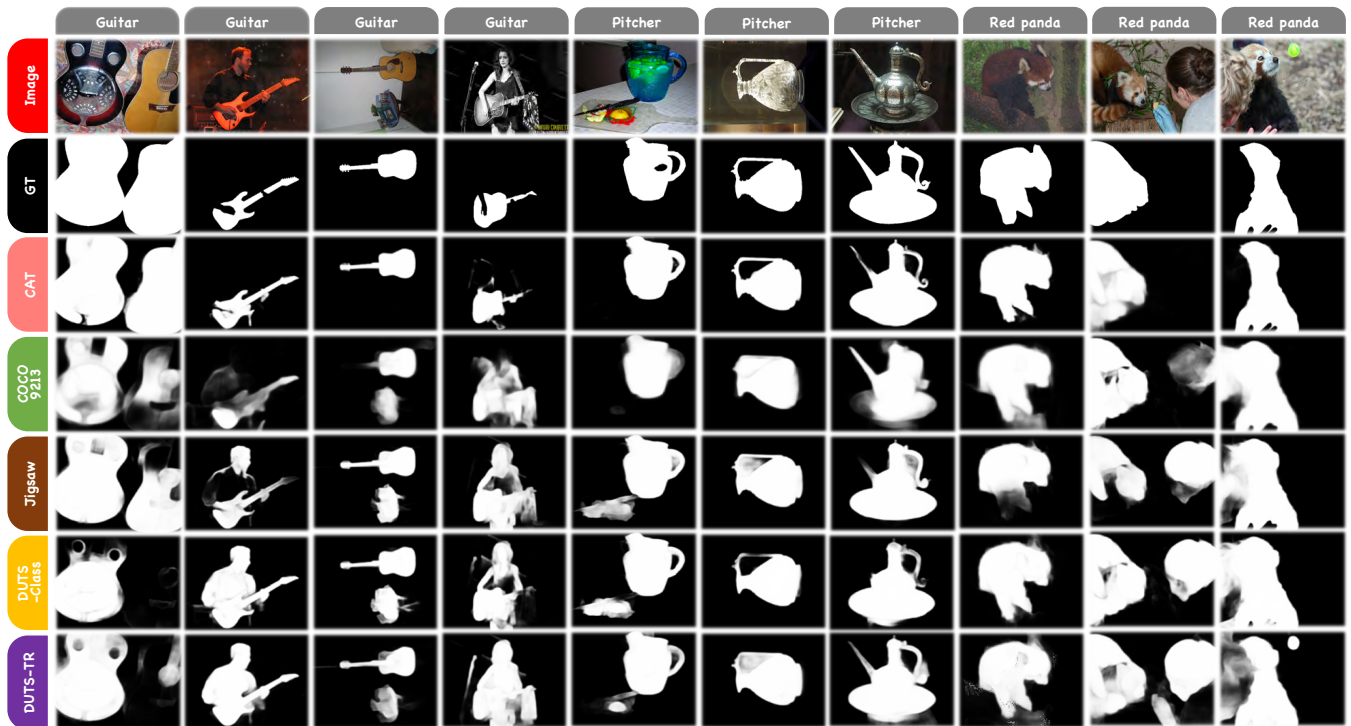 Guitar Guitar Guitar Guitar Pitcher Pitcher Pitcher Red panda Red panda Red panda
Image
GT
CAT
COCO
9213
Jigsaw
DUTS
-Class
DUTS-TR